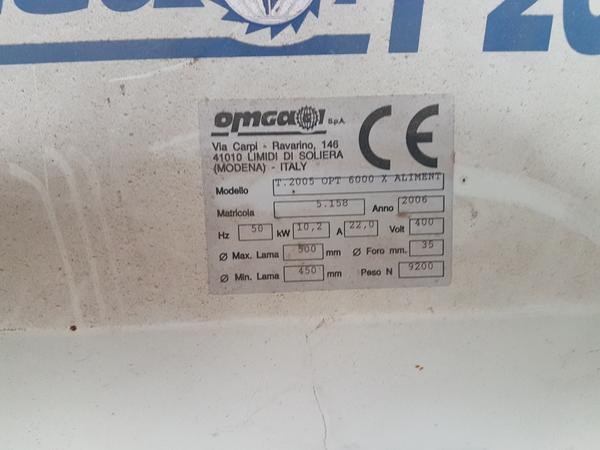 T 20
OMGA S.p.A.
Via Carpi - Ravarino, 146
41010 LIMIDI DI SOLIERA
(MODENA) - ITALY
CE
Modello T.2005 OPT 6000 X ALIMENT
Matricola 5.158 Anno 2006
Hz 50 kW 10,2 A 22,0 Volt 400
Ø Max. Lama 500 mm Ø Foro mm. 35
Ø Min. Lama 450 mm Peso N 9200